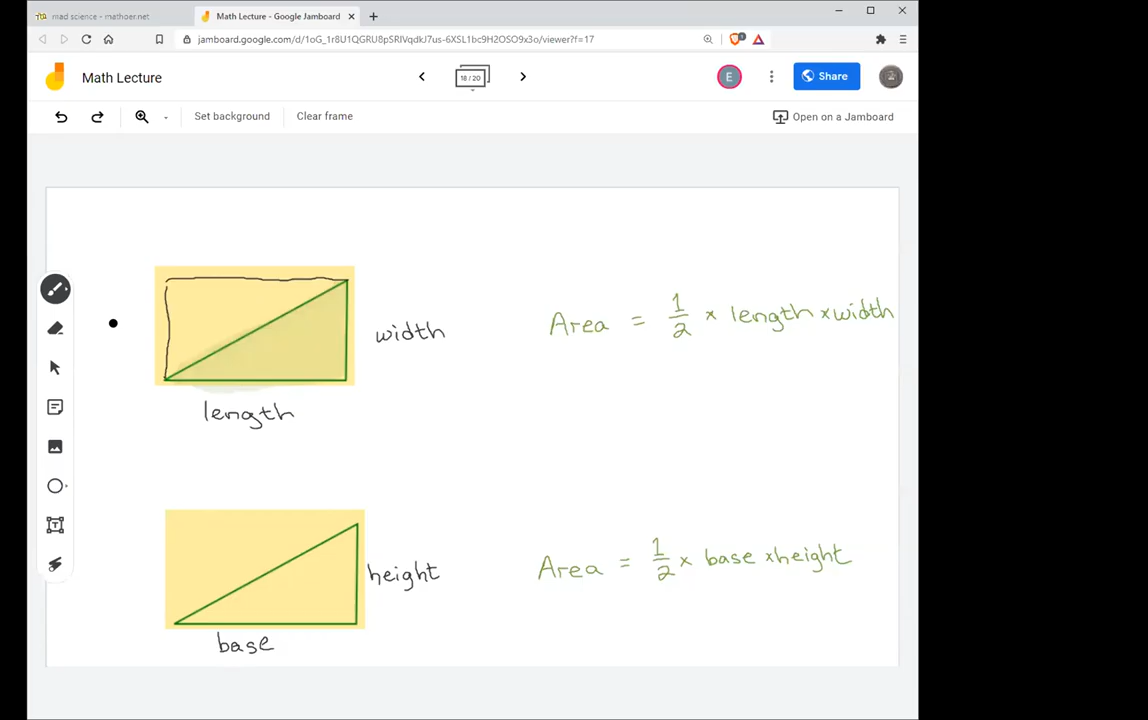 mad science - mathoer.net
Math Lecture - Google Jamboard
jamboard.google.com/d/1oG_1r8U1QGRU8pSRIVqdkJ7us-6XSL1bc9H2OSO9x3o/viewer?f=17
Math Lecture
18 / 20
E
Share
Set background
Clear frame
Open on a Jamboard
width
Area = 1/2 × length × width
length
height
Area = 1/2 × base × height
base